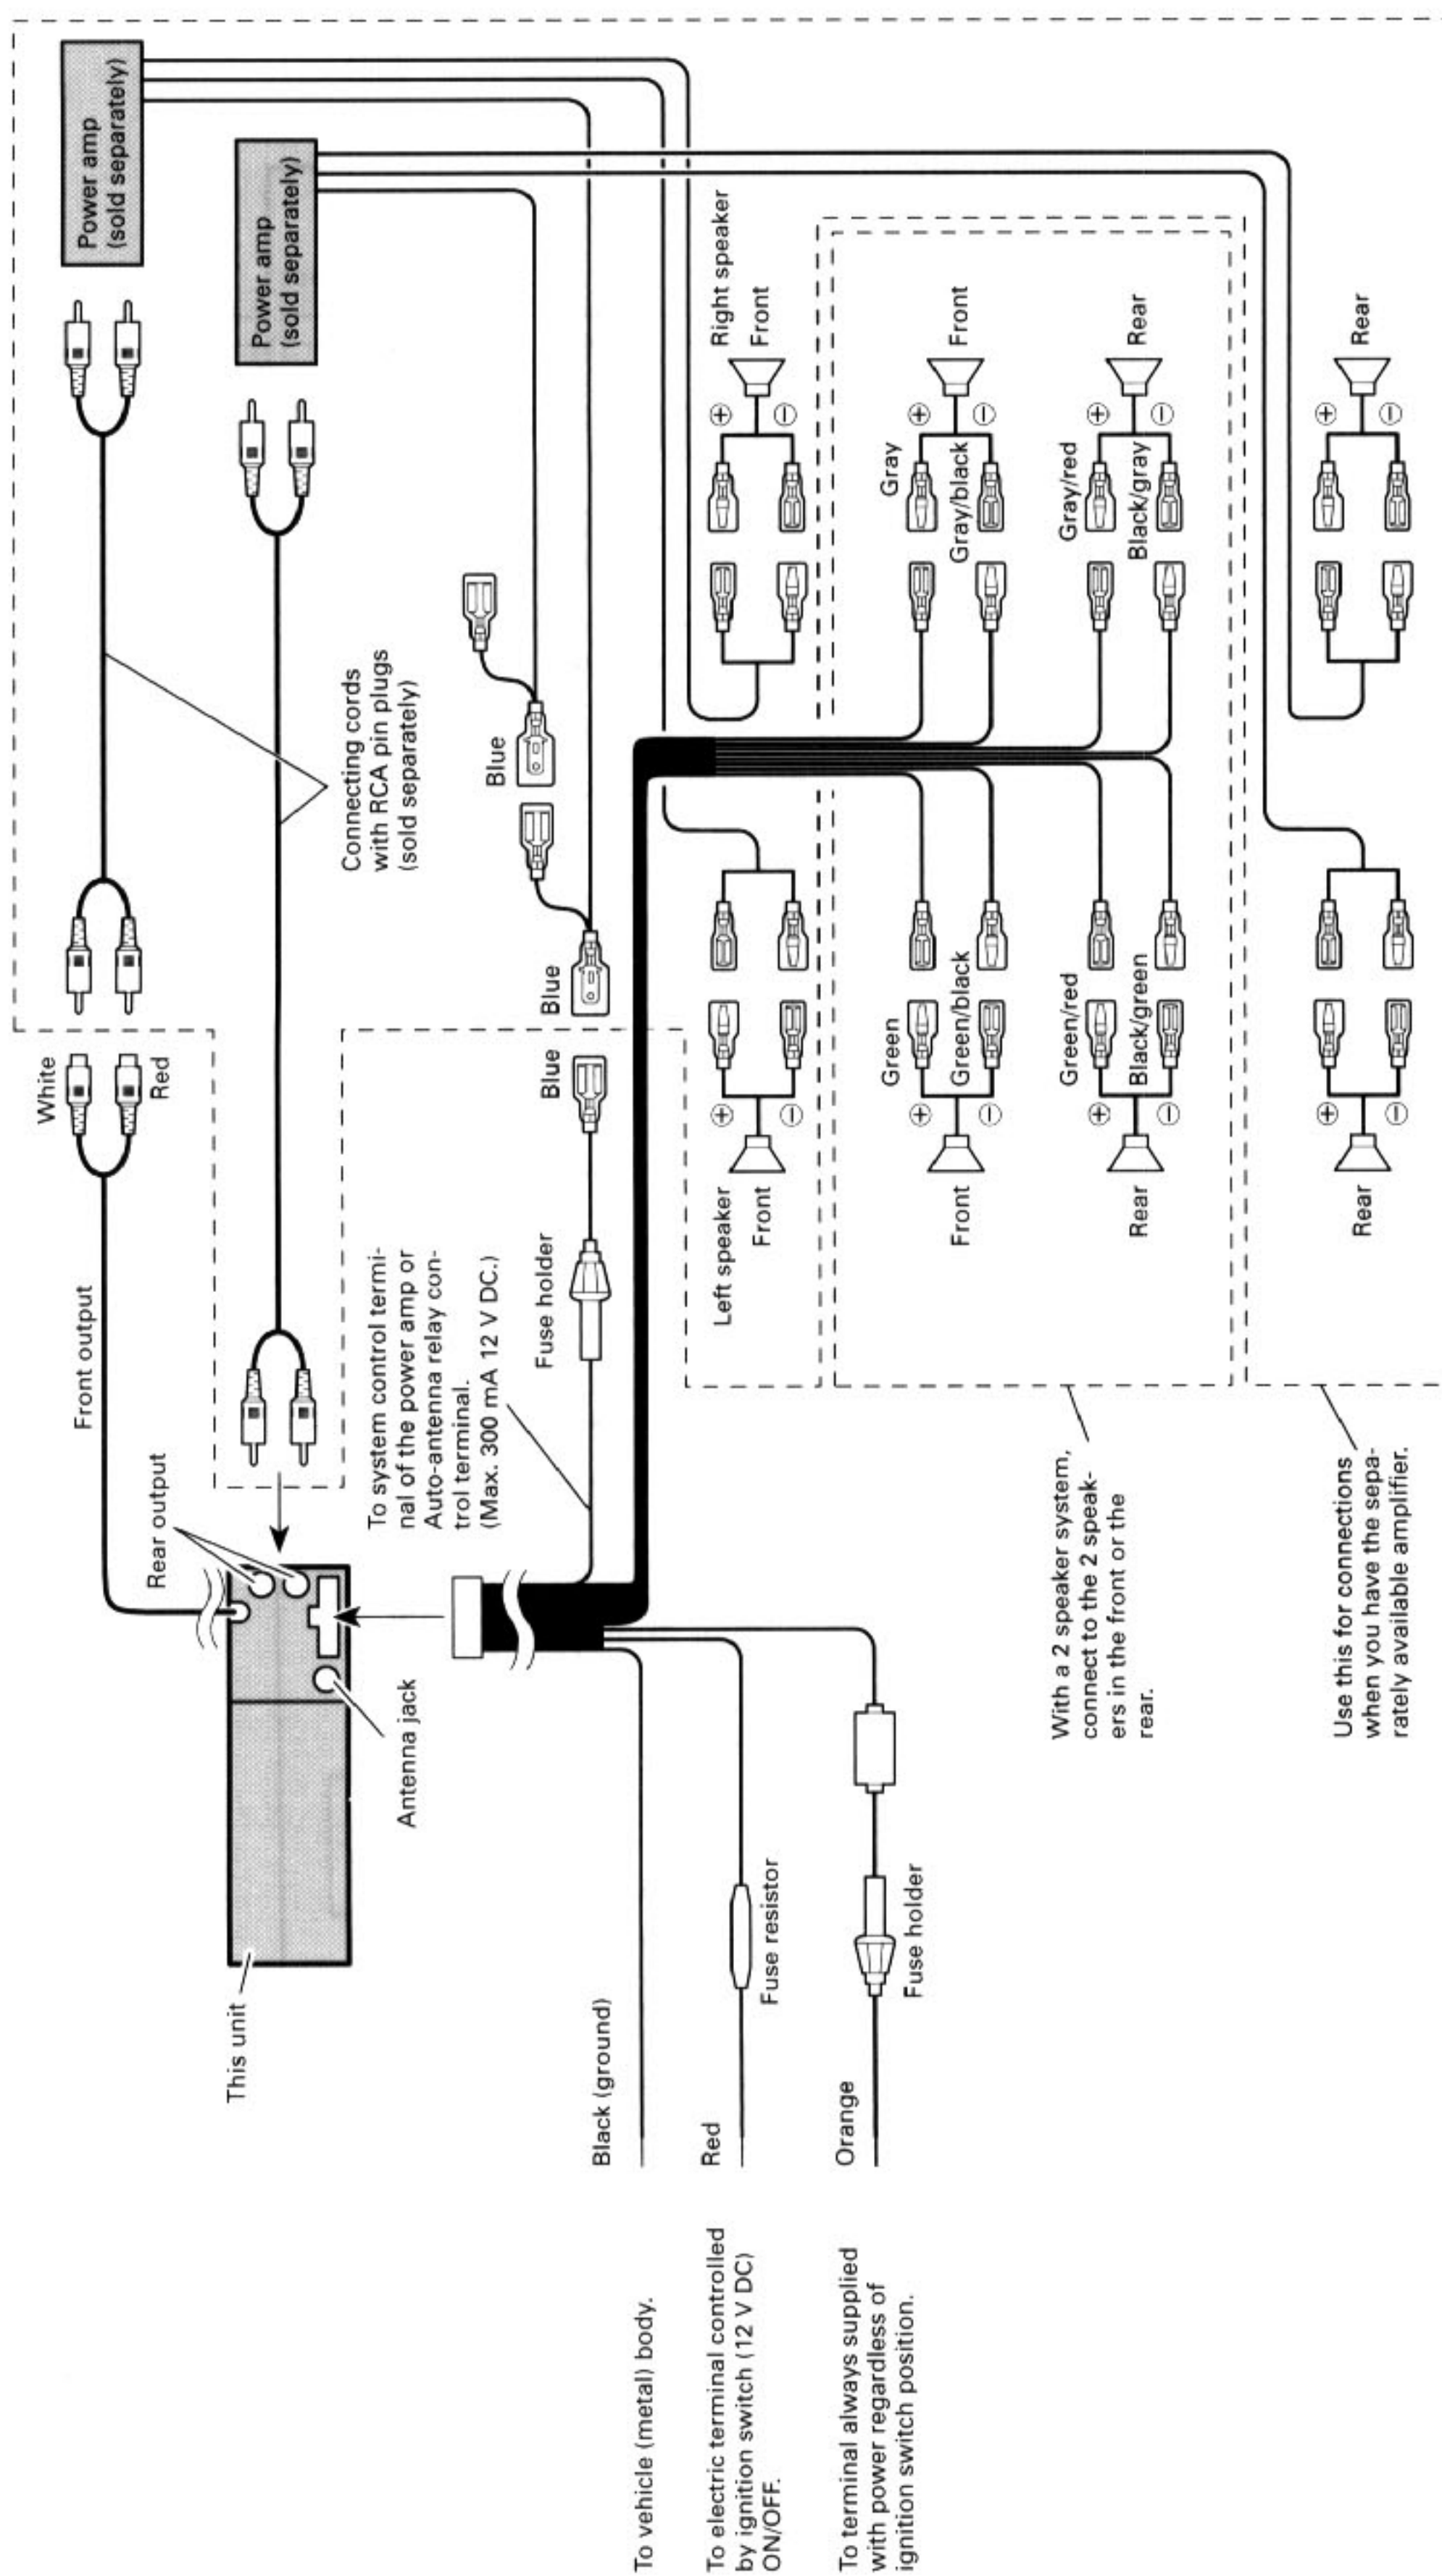 Power amp
(sold separately)
Power amp
(sold separately)
White
Red
Front output
Connecting cords
with RCA pin plugs
(sold separately)
Rear output
This unit
Antenna jack
To system control termi-
nal of the power amp or
Auto-antenna relay con-
trol terminal.
(Max. 300 mA 12 V DC.)
Blue
Blue
Blue
Fuse holder
Black (ground)
To vehicle (metal) body.
Red
Fuse resistor
To electric terminal controlled
by ignition switch (12 V DC)
ON/OFF.
Orange
Fuse holder
To terminal always supplied
with power regardless of
ignition switch position.
Left speaker
Front
⊕
⊖
Right speaker
Front
⊕
⊖
Front
Green
⊕
Green/black
⊖
Gray
⊕
Gray/black
⊖
Front
Rear
Green/red
⊕
Black/green
⊖
Gray/red
⊕
Black/gray
⊖
Rear
Rear
⊕
⊖
⊕
⊖
Rear
With a 2 speaker system,
connect to the 2 speak-
ers in the front or the
rear.
Use this for connections
when you have the sepa-
rately available amplifier.